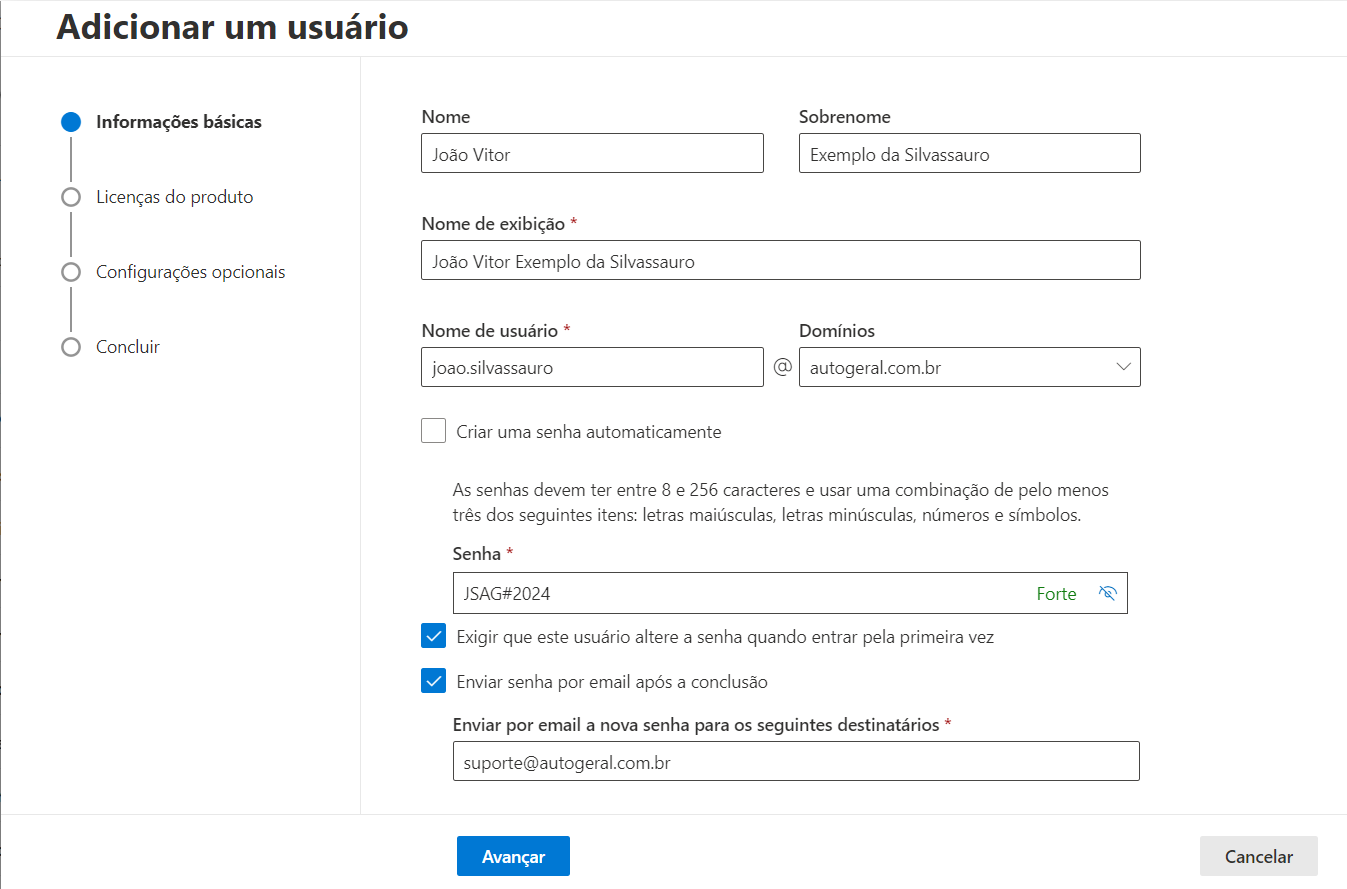 Adicionar um usuário
Informações básicas
Licenças do produto
Configurações opcionais
Concluir
Nome
Sobrenome
João Vitor
Exemplo da Silvassauro
Nome de exibição *
João Vitor Exemplo da Silvassauro
Nome de usuário *
Domínios
joao.silvassauro @ autogeral.com.br
Criar uma senha automaticamente
As senhas devem ter entre 8 e 256 caracteres e usar uma combinação de pelo menos
três dos seguintes itens: letras maiúsculas, letras minúsculas, números e símbolos.
Senha *
JSAG#2024 Forte
Exigir que este usuário altere a senha quando entrar pela primeira vez
Enviar senha por email após a conclusão
Enviar por email a nova senha para os seguintes destinatários *
suporte@autogeral.com.br
Avançar
Cancelar